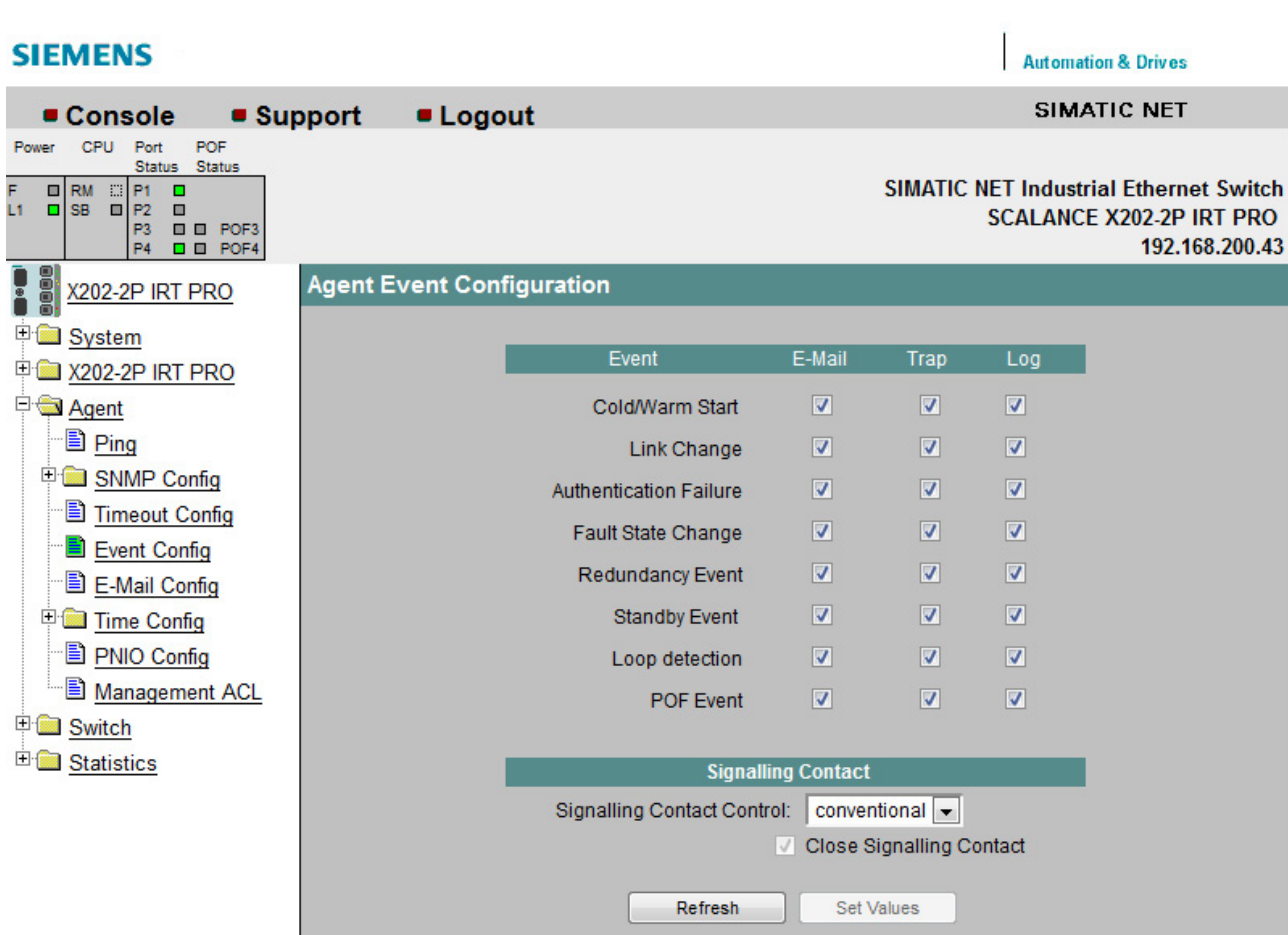 SIEMENS
Automation & Drives
Console Support Logout
SIMATIC NET
Power CPU Port Status POF Status
F RM P1
L1 SB P2
P3 POF3
P4 POF4
SIMATIC NET Industrial Ethernet Switch
SCALANCE X202-2P IRT PRO
192.168.200.43
X202-2P IRT PRO
System
X202-2P IRT PRO
Agent
Ping
SNMP Config
Timeout Config
Event Config
E-Mail Config
Time Config
PNIO Config
Management ACL
Switch
Statistics
Agent Event Configuration
Event E-Mail Trap Log
Cold/Warm Start
Link Change
Authentication Failure
Fault State Change
Redundancy Event
Standby Event
Loop detection
POF Event
Signalling Contact
Signalling Contact Control: conventional
Close Signalling Contact
Refresh Set Values